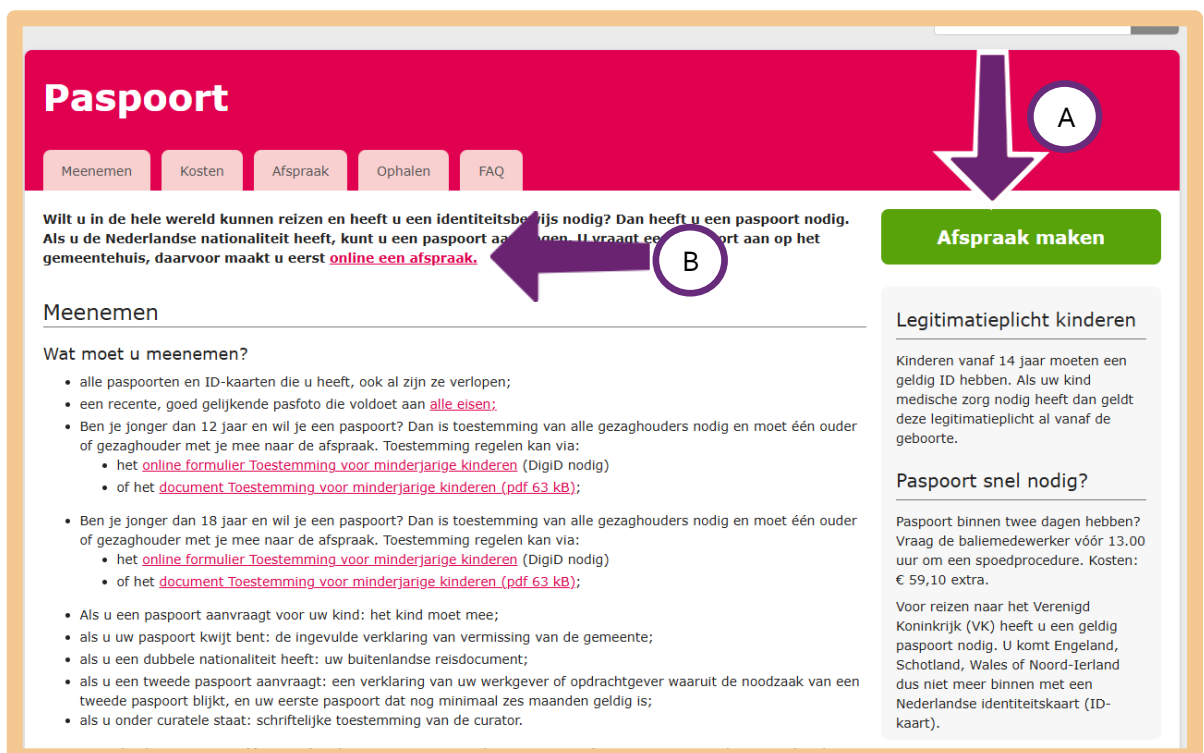 Paspoort
A
Meenemen
Kosten
Afspraak
Ophalen
FAQ
Wilt u in de hele wereld kunnen reizen en heeft u een identiteitsbewijs nodig? Dan heeft u een paspoort nodig.
Als u de Nederlandse nationaliteit heeft, kunt u een paspoort aanvragen. U vraagt een paspoort aan op het
gemeentehuis, daarvoor maakt u eerst online een afspraak.
B
Meenemen
Wat moet u meenemen?
• alle paspoorten en ID-kaarten die u heeft, ook al zijn ze verlopen;
• een recente, goed gelijkende pasfoto die voldoet aan alle eisen;
• Ben je jonger dan 12 jaar en wil je een paspoort? Dan is toestemming van alle gezaghouders nodig en moet één ouder
of gezaghouder met je mee naar de afspraak. Toestemming regelen kan via:
• het online formulier Toestemming voor minderjarige kinderen (DigiD nodig)
• of het document Toestemming voor minderjarige kinderen (pdf 63 kB);
• Ben je jonger dan 18 jaar en wil je een paspoort? Dan is toestemming van alle gezaghouders nodig en moet één ouder
of gezaghouder met je mee naar de afspraak. Toestemming regelen kan via:
• het online formulier Toestemming voor minderjarige kinderen (DigiD nodig)
• of het document Toestemming voor minderjarige kinderen (pdf 63 kB);
• Als u een paspoort aanvraagt voor uw kind: het kind moet mee;
• als u uw paspoort kwijt bent: de ingevulde verklaring van vermissing van de gemeente;
• als u een dubbele nationaliteit heeft: uw buitenlandse reisdocument;
• als u een tweede paspoort aanvraagt: een verklaring van uw werkgever of opdrachtgever waaruit de noodzaak van een
tweede paspoort blijkt, en uw eerste paspoort dat nog minimaal zes maanden geldig is;
• als u onder curatele staat: schriftelijke toestemming van de curator.
Afspraak maken
Legitimatieplicht kinderen
Kinderen vanaf 14 jaar moeten een
geldig ID hebben. Als uw kind
medische zorg nodig heeft dan geldt
deze legitimatieplicht al vanaf de
geboorte.
Paspoort snel nodig?
Paspoort binnen twee dagen hebben?
Vraag de baliemedewerker vóór 13.00
uur om een spoedprocedure. Kosten:
€ 59,10 extra.
Voor reizen naar het Verenigd
Koninkrijk (VK) heeft u een geldig
paspoort nodig. U komt Engeland,
Schotland, Wales of Noord-Ierland
dus niet meer binnen met een
Nederlandse identiteitskaart (ID-
kaart).